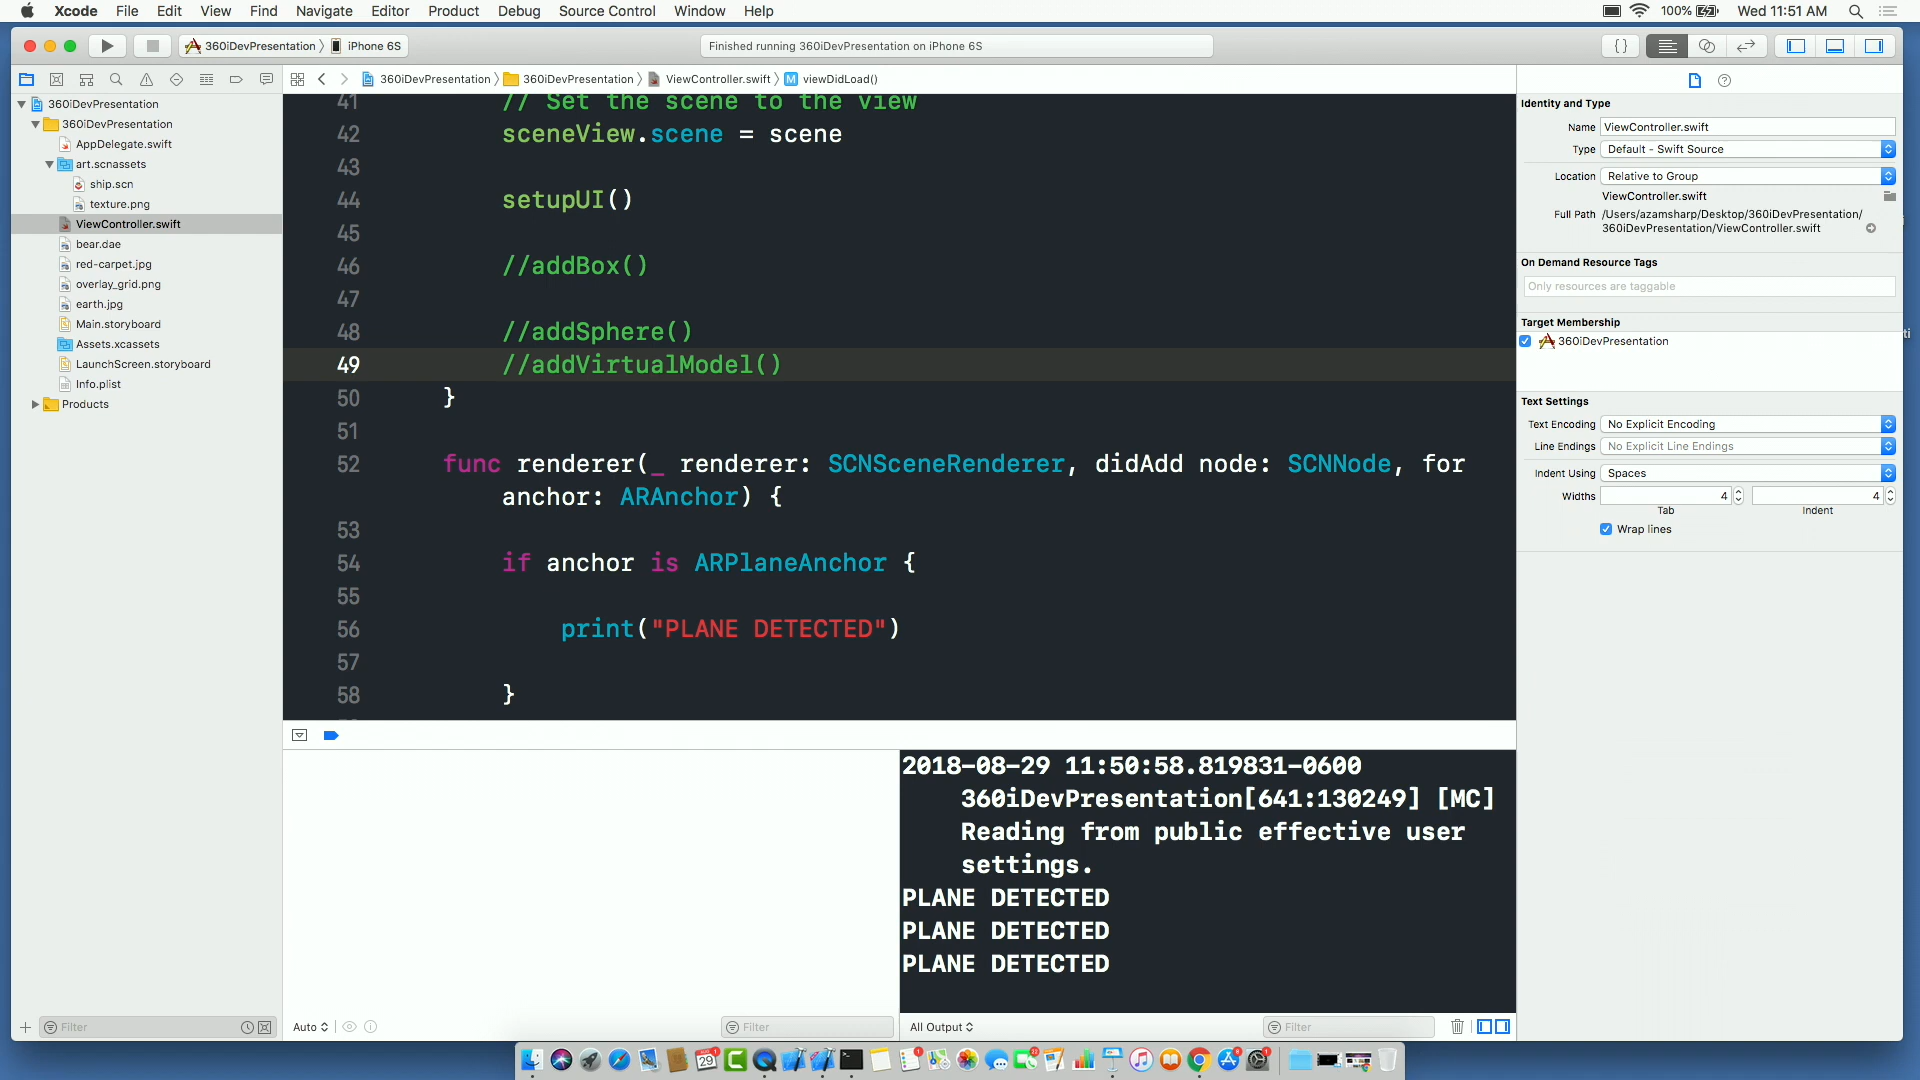 Xcode File Edit View Find Navigate Editor Product Debug Source Control Window Help 100% Wed 11:51 AM
360iDevPresentation 〉 iPhone 6S
Finished running 360iDevPresentation on iPhone 6S
{}
360iDevPresentation 〉 360iDevPresentation 〉 ViewController.swift 〉 M viewDidLoad()
360iDevPresentation
360iDevPresentation
AppDelegate.swift
art.scnassets
ship.scn
texture.png
ViewController.swift
bear.dae
red-carpet.jpg
overlay_grid.png
earth.jpg
Main.storyboard
Assets.xcassets
LaunchScreen.storyboard
Info.plist
Products
Filter
41 // Set the scene to the view
42 sceneView.scene = scene
43
44 setupUI()
45
46 //addBox()
47
48 //addSphere()
49 //addVirtualModel()
50 }
51
52 func renderer(_ renderer: SCNSceneRenderer, didAdd node: SCNNode, for
anchor: ARAnchor) {
53
54 if anchor is ARPlaneAnchor {
55
56 print("PLANE DETECTED")
57
58 }
2018-08-29 11:50:58.819831-0600
360iDevPresentation[641:130249] [MC]
Reading from public effective user
settings.
PLANE DETECTED
PLANE DETECTED
PLANE DETECTED
Auto
Filter
All Output
Filter
Identity and Type
Name ViewController.swift
Type Default - Swift Source
Location Relative to Group
ViewController.swift
Full Path /Users/azamsharp/Desktop/360iDevPresentation/
360iDevPresentation/ViewController.swift
On Demand Resource Tags
Only resources are taggable
Target Membership
360iDevPresentation
Text Settings
Text Encoding No Explicit Encoding
Line Endings No Explicit Line Endings
Indent Using Spaces
Widths 4 4
Tab Indent
Wrap lines
ti
29